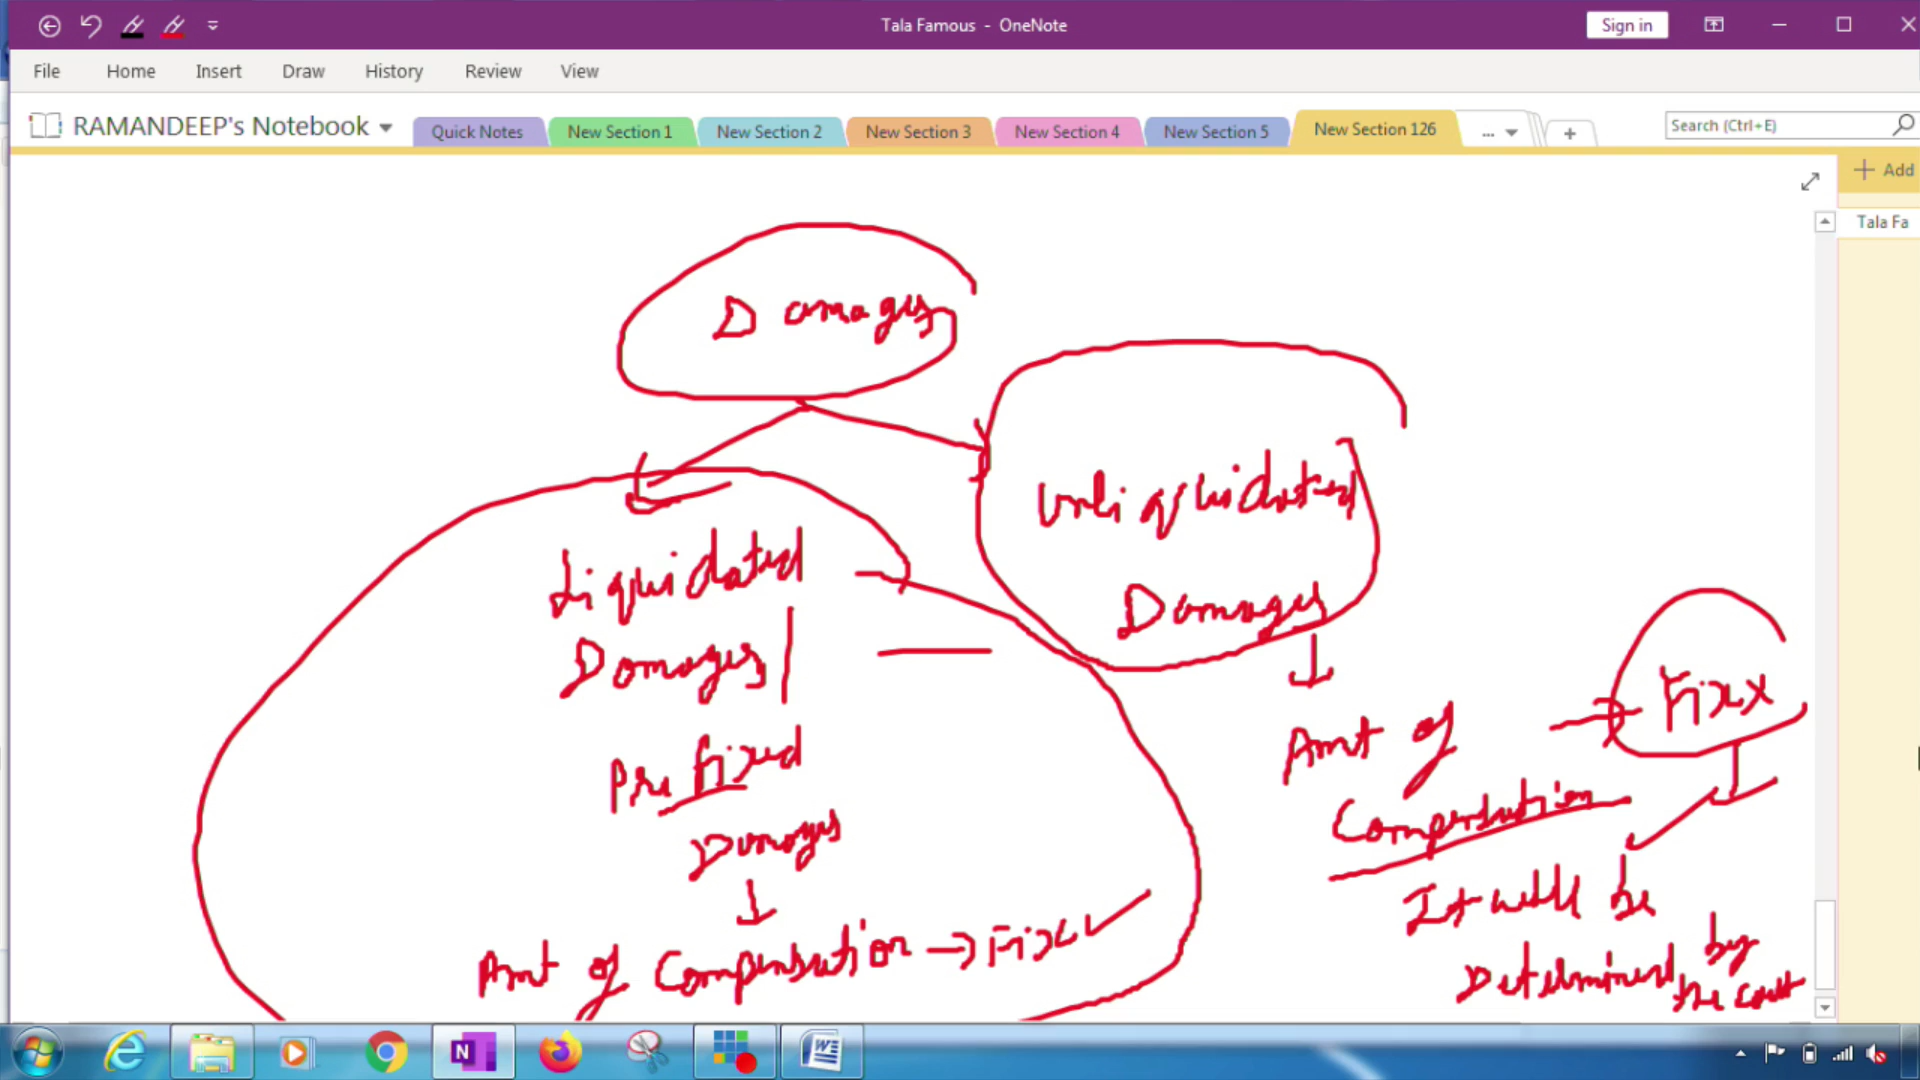 Tala Famous - OneNote
Sign in
File Home Insert Draw History Review View
RAMANDEEP's Notebook
Quick Notes New Section 1 New Section 2 New Section 3 New Section 4 New Section 5 New Section 126 ...
Search (Ctrl+E)
Add
Tala Fa
Damages
Unliquidated
Damages
Liquidated
Damages
Prefixed
Damages
Amt of Compensation → Fix ✓
Amt of → Fix x
Compensation
It will be
Determined by
the court